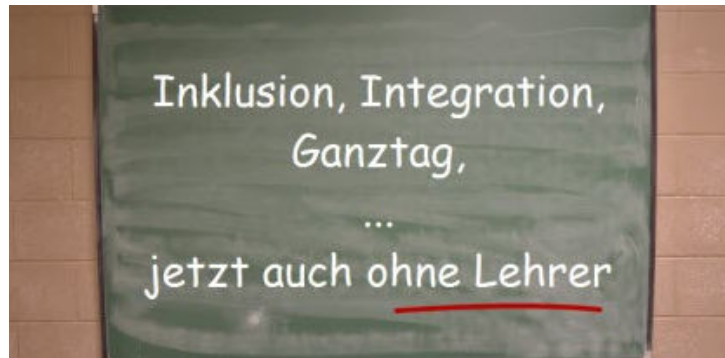 Inklusion, Integration,
Ganztag,
...
jetzt auch ohne Lehrer